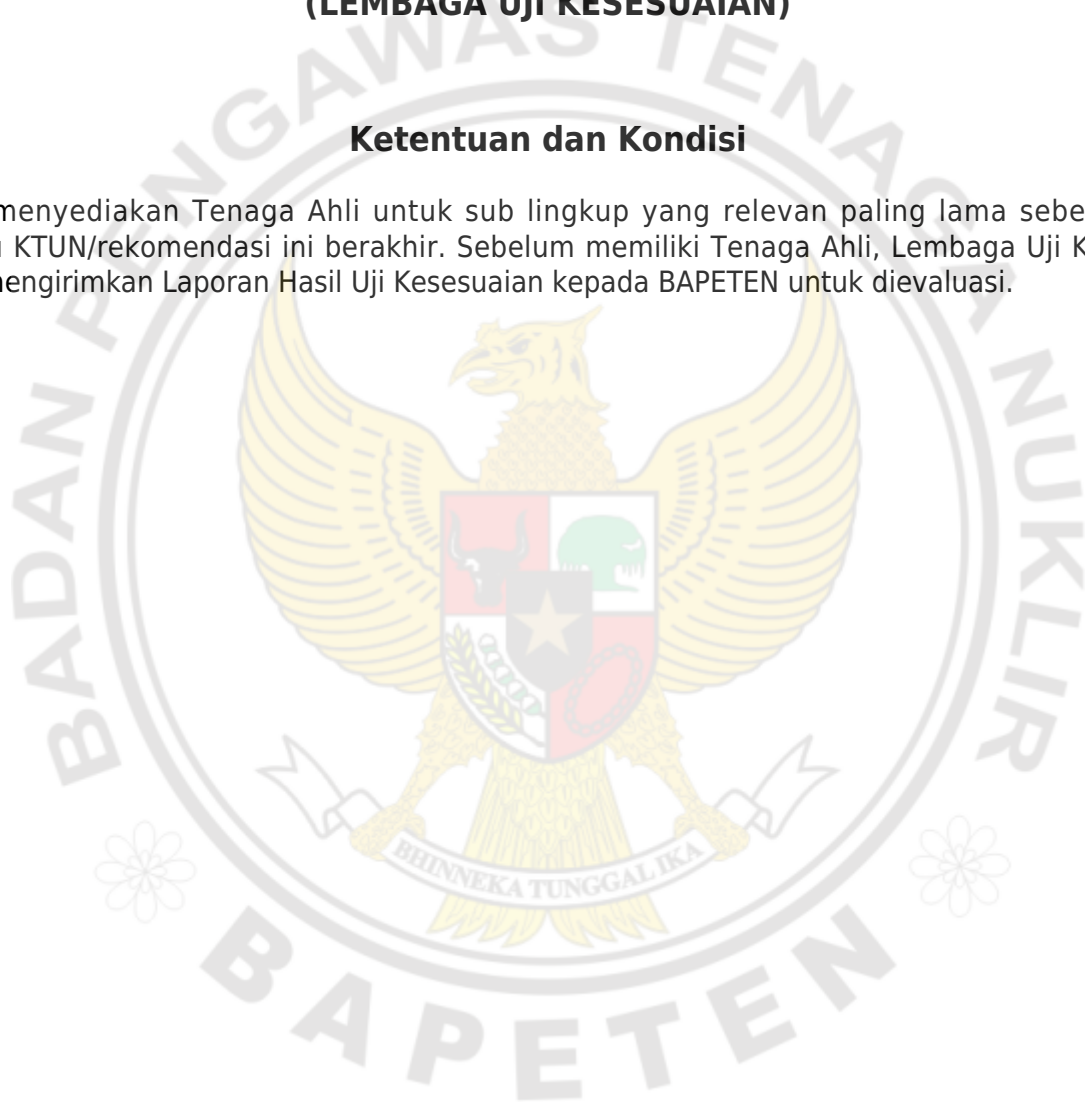 (LEMBAGA UJI KESESUAIAN)
Ketentuan dan Kondisi
menyediakan Tenaga Ahli untuk sub lingkup yang relevan paling lama
KTUN/rekomendasi ini berakhir. Sebelum memiliki Tenaga Ahli, Lembaga Uji
mengirimkan Laporan Hasil Uji Kesesuaian kepada BAPETEN untuk dievaluasi.
BADAN PENGAWAS TENAGA NUKLIR
BHINNEKA TUNGGAL IKA
BAPETEN